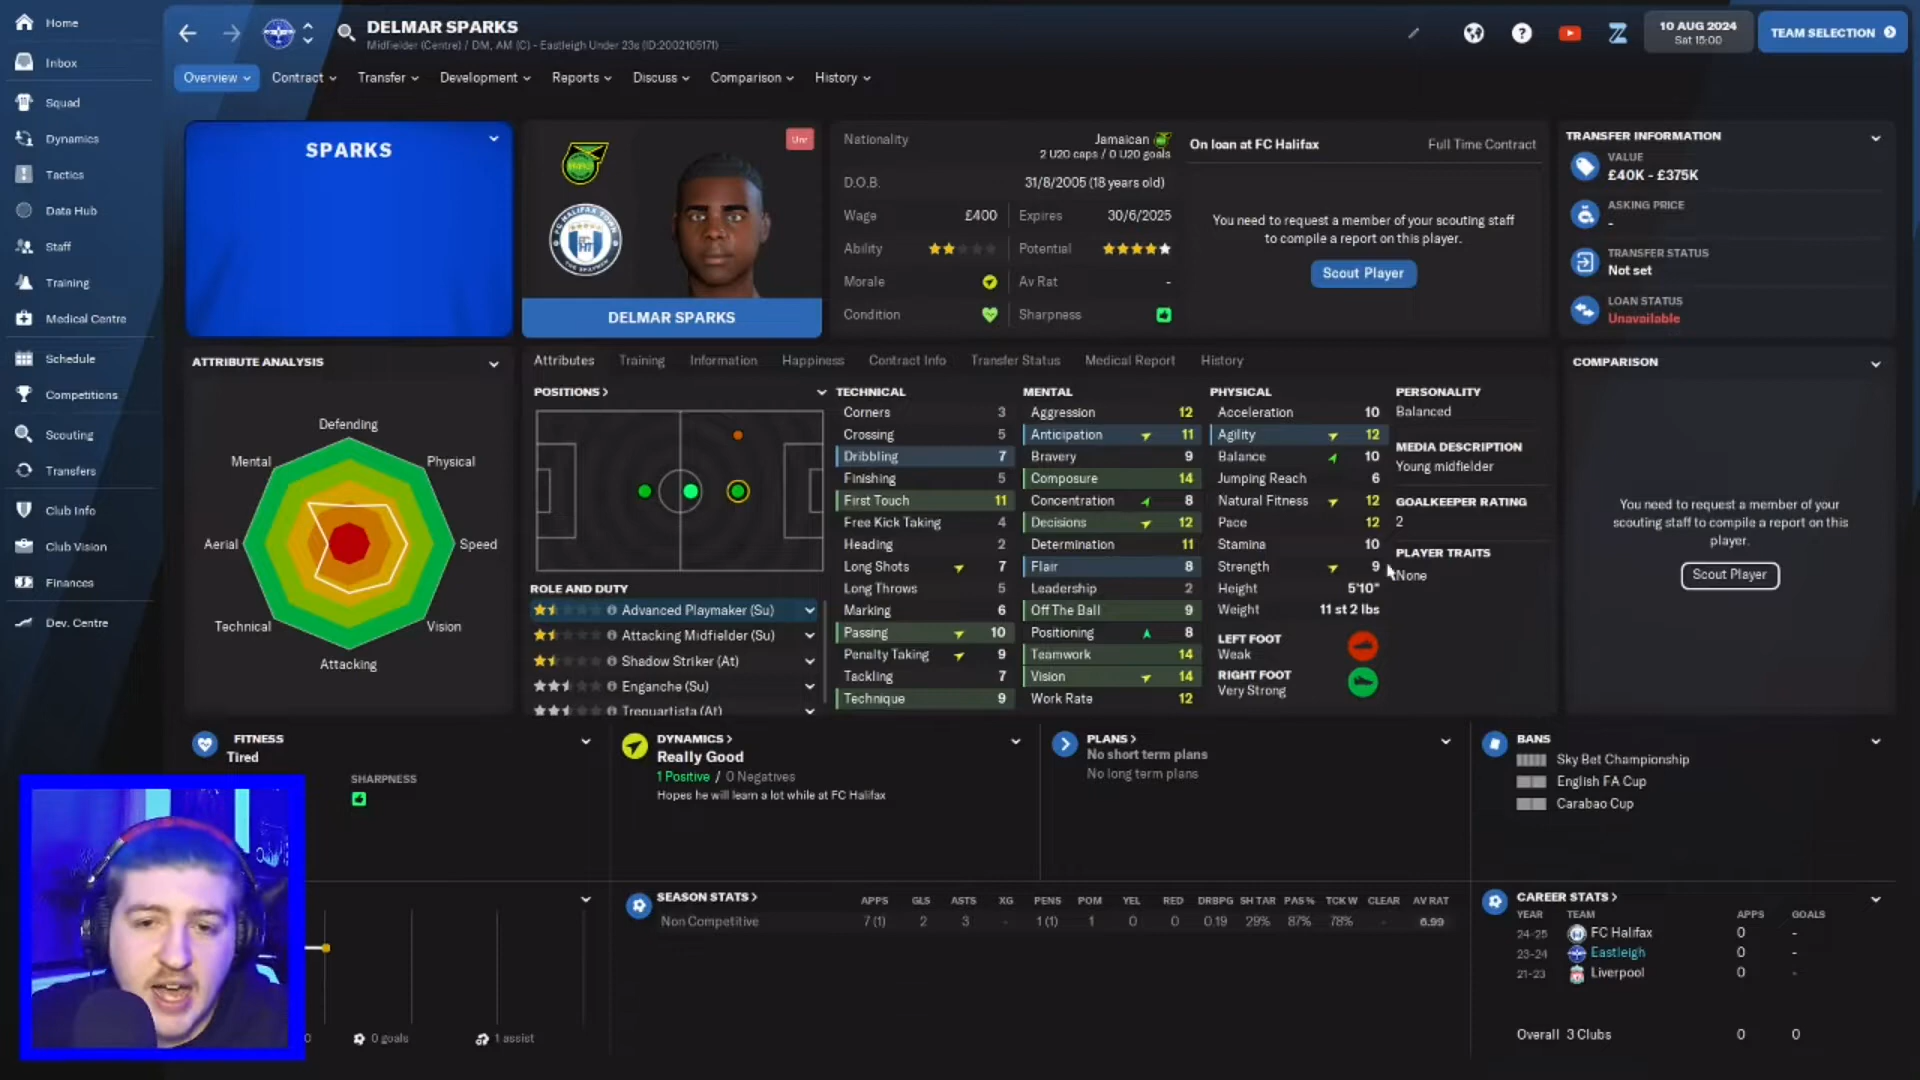 Home
Inbox
Squad
Dynamics
Tactics
Data Hub
Staff
Training
Medical Centre
Schedule
Competitions
Scouting
Transfers
Club Info
Club Vision
Finances
Dev. Centre
DELMAR SPARKS
Midfielder (Centre) / DM, AM (C) - Eastleigh Under 23s (ID:2002105171)
10 AUG 2024
Sat 15:00
TEAM SELECTION
Overview Contract Transfer Development Reports Discuss Comparison History
SPARKS
Unr
DELMAR SPARKS
Nationality Jamaican
2 U20 caps / 0 U20 goals
D.O.B. 31/8/2005 (18 years old)
Wage £400 Expires 30/6/2025
Ability Potential
Morale Av Rat -
Condition Sharpness
On loan at FC Halifax Full Time Contract
You need to request a member of your scouting staff
to compile a report on this player.
Scout Player
TRANSFER INFORMATION
VALUE
£40K - £375K
ASKING PRICE
-
TRANSFER STATUS
Not set
LOAN STATUS
Unavailable
ATTRIBUTE ANALYSIS
Defending
Mental Physical
Aerial Speed
Technical Vision
Attacking
Attributes Training Information Happiness Contract Info Transfer Status Medical Report History
POSITIONS >
ROLE AND DUTY
Advanced Playmaker (Su)
Attacking Midfielder (Su)
Shadow Striker (At)
Enganche (Su)
Trequartista (At)
TECHNICAL
Corners 3
Crossing 5
Dribbling 7
Finishing 5
First Touch 11
Free Kick Taking 4
Heading 2
Long Shots 7
Long Throws 5
Marking 6
Passing 10
Penalty Taking 9
Tackling 7
Technique 9
MENTAL
Aggression 12
Anticipation 11
Bravery 9
Composure 14
Concentration 8
Decisions 12
Determination 11
Flair 8
Leadership 2
Off The Ball 9
Positioning 8
Teamwork 14
Vision 14
Work Rate 12
PHYSICAL
Acceleration 10
Agility 12
Balance 10
Jumping Reach 6
Natural Fitness 12
Pace 12
Stamina 10
Strength 9
Height 5'10"
Weight 11 st 2 lbs
LEFT FOOT
Weak
RIGHT FOOT
Very Strong
PERSONALITY
Balanced
MEDIA DESCRIPTION
Young midfielder
GOALKEEPER RATING
2
PLAYER TRAITS
None
COMPARISON
You need to request a member of your
scouting staff to compile a report on this
player.
Scout Player
FITNESS
Tired
SHARPNESS
DYNAMICS >
Really Good
1 Positive / 0 Negatives
Hopes he will learn a lot while at FC Halifax
PLANS >
No short term plans
No long term plans
BANS
Sky Bet Championship
English FA Cup
Carabao Cup
0 0 goals 1 assist
SEASON STATS > APPS GLS ASTS XG PENS POM YEL RED DRBPG SH TAR PAS % TCK W CLEAR AV RAT
Non Competitive 7 (1) 2 3 - 1 (1) 1 0 0 0.19 29% 87% 78% - 6.99
CAREER STATS >
YEAR TEAM APPS GOALS
24-25 FC Halifax 0 -
23-24 Eastleigh 0 -
21-23 Liverpool 0 -
Overall 3 Clubs 0 0